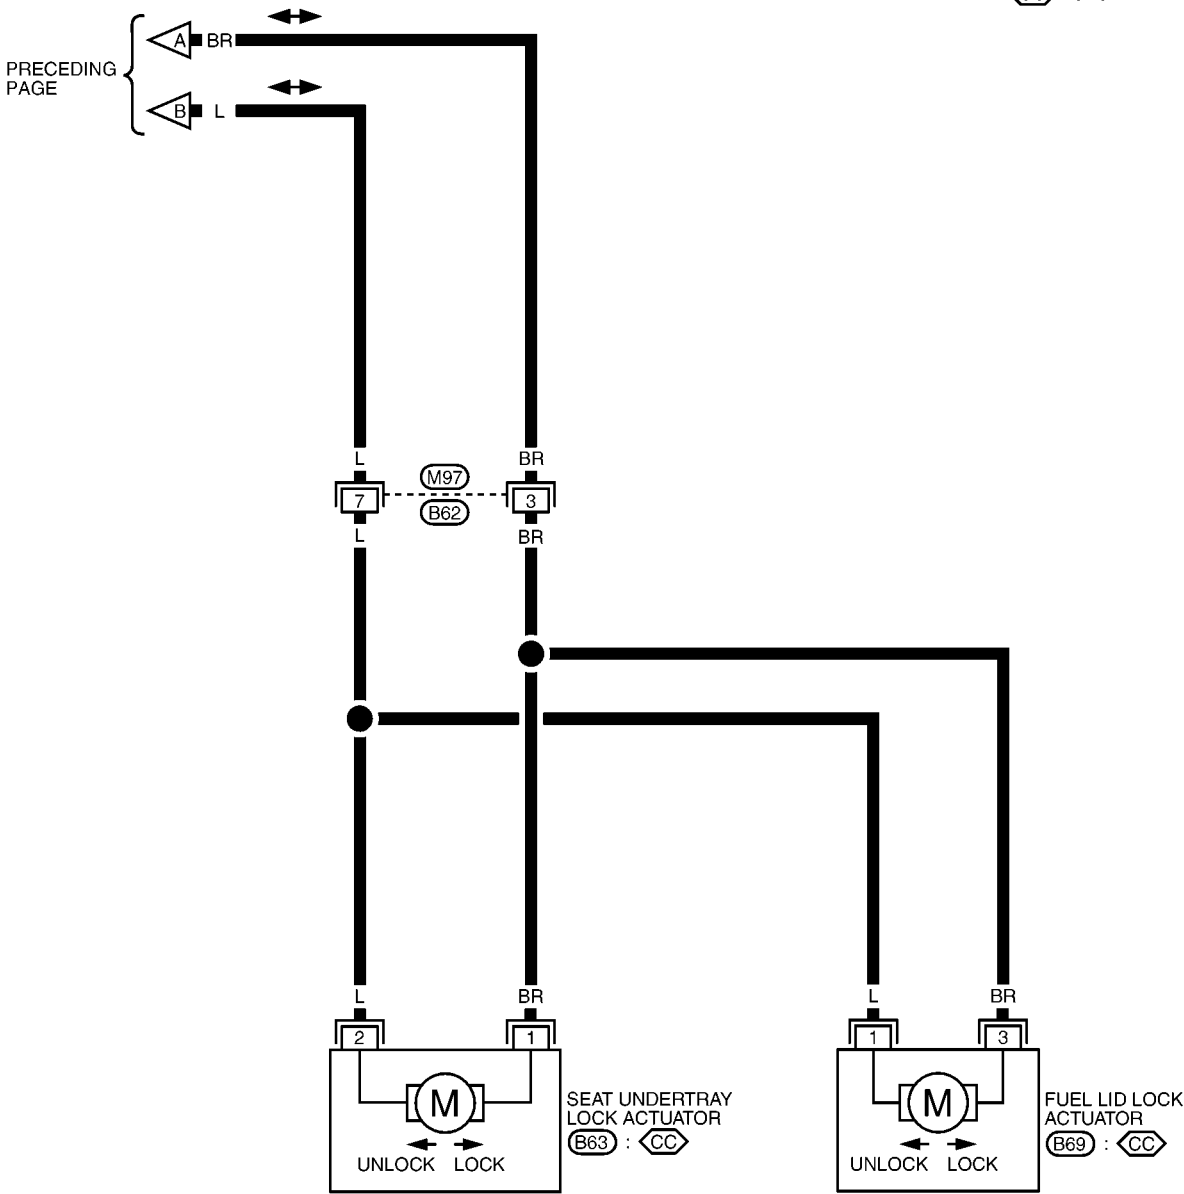 A BR
PRECEDING
PAGE
B L
L BR
M97
7 3
B62
L BR
L BR L BR
2 1 1 3
M M
SEAT UNDERTRAY
LOCK ACTUATOR
B63 : CC
FUEL LID LOCK
ACTUATOR
B69 : CC
UNLOCK LOCK
UNLOCK LOCK